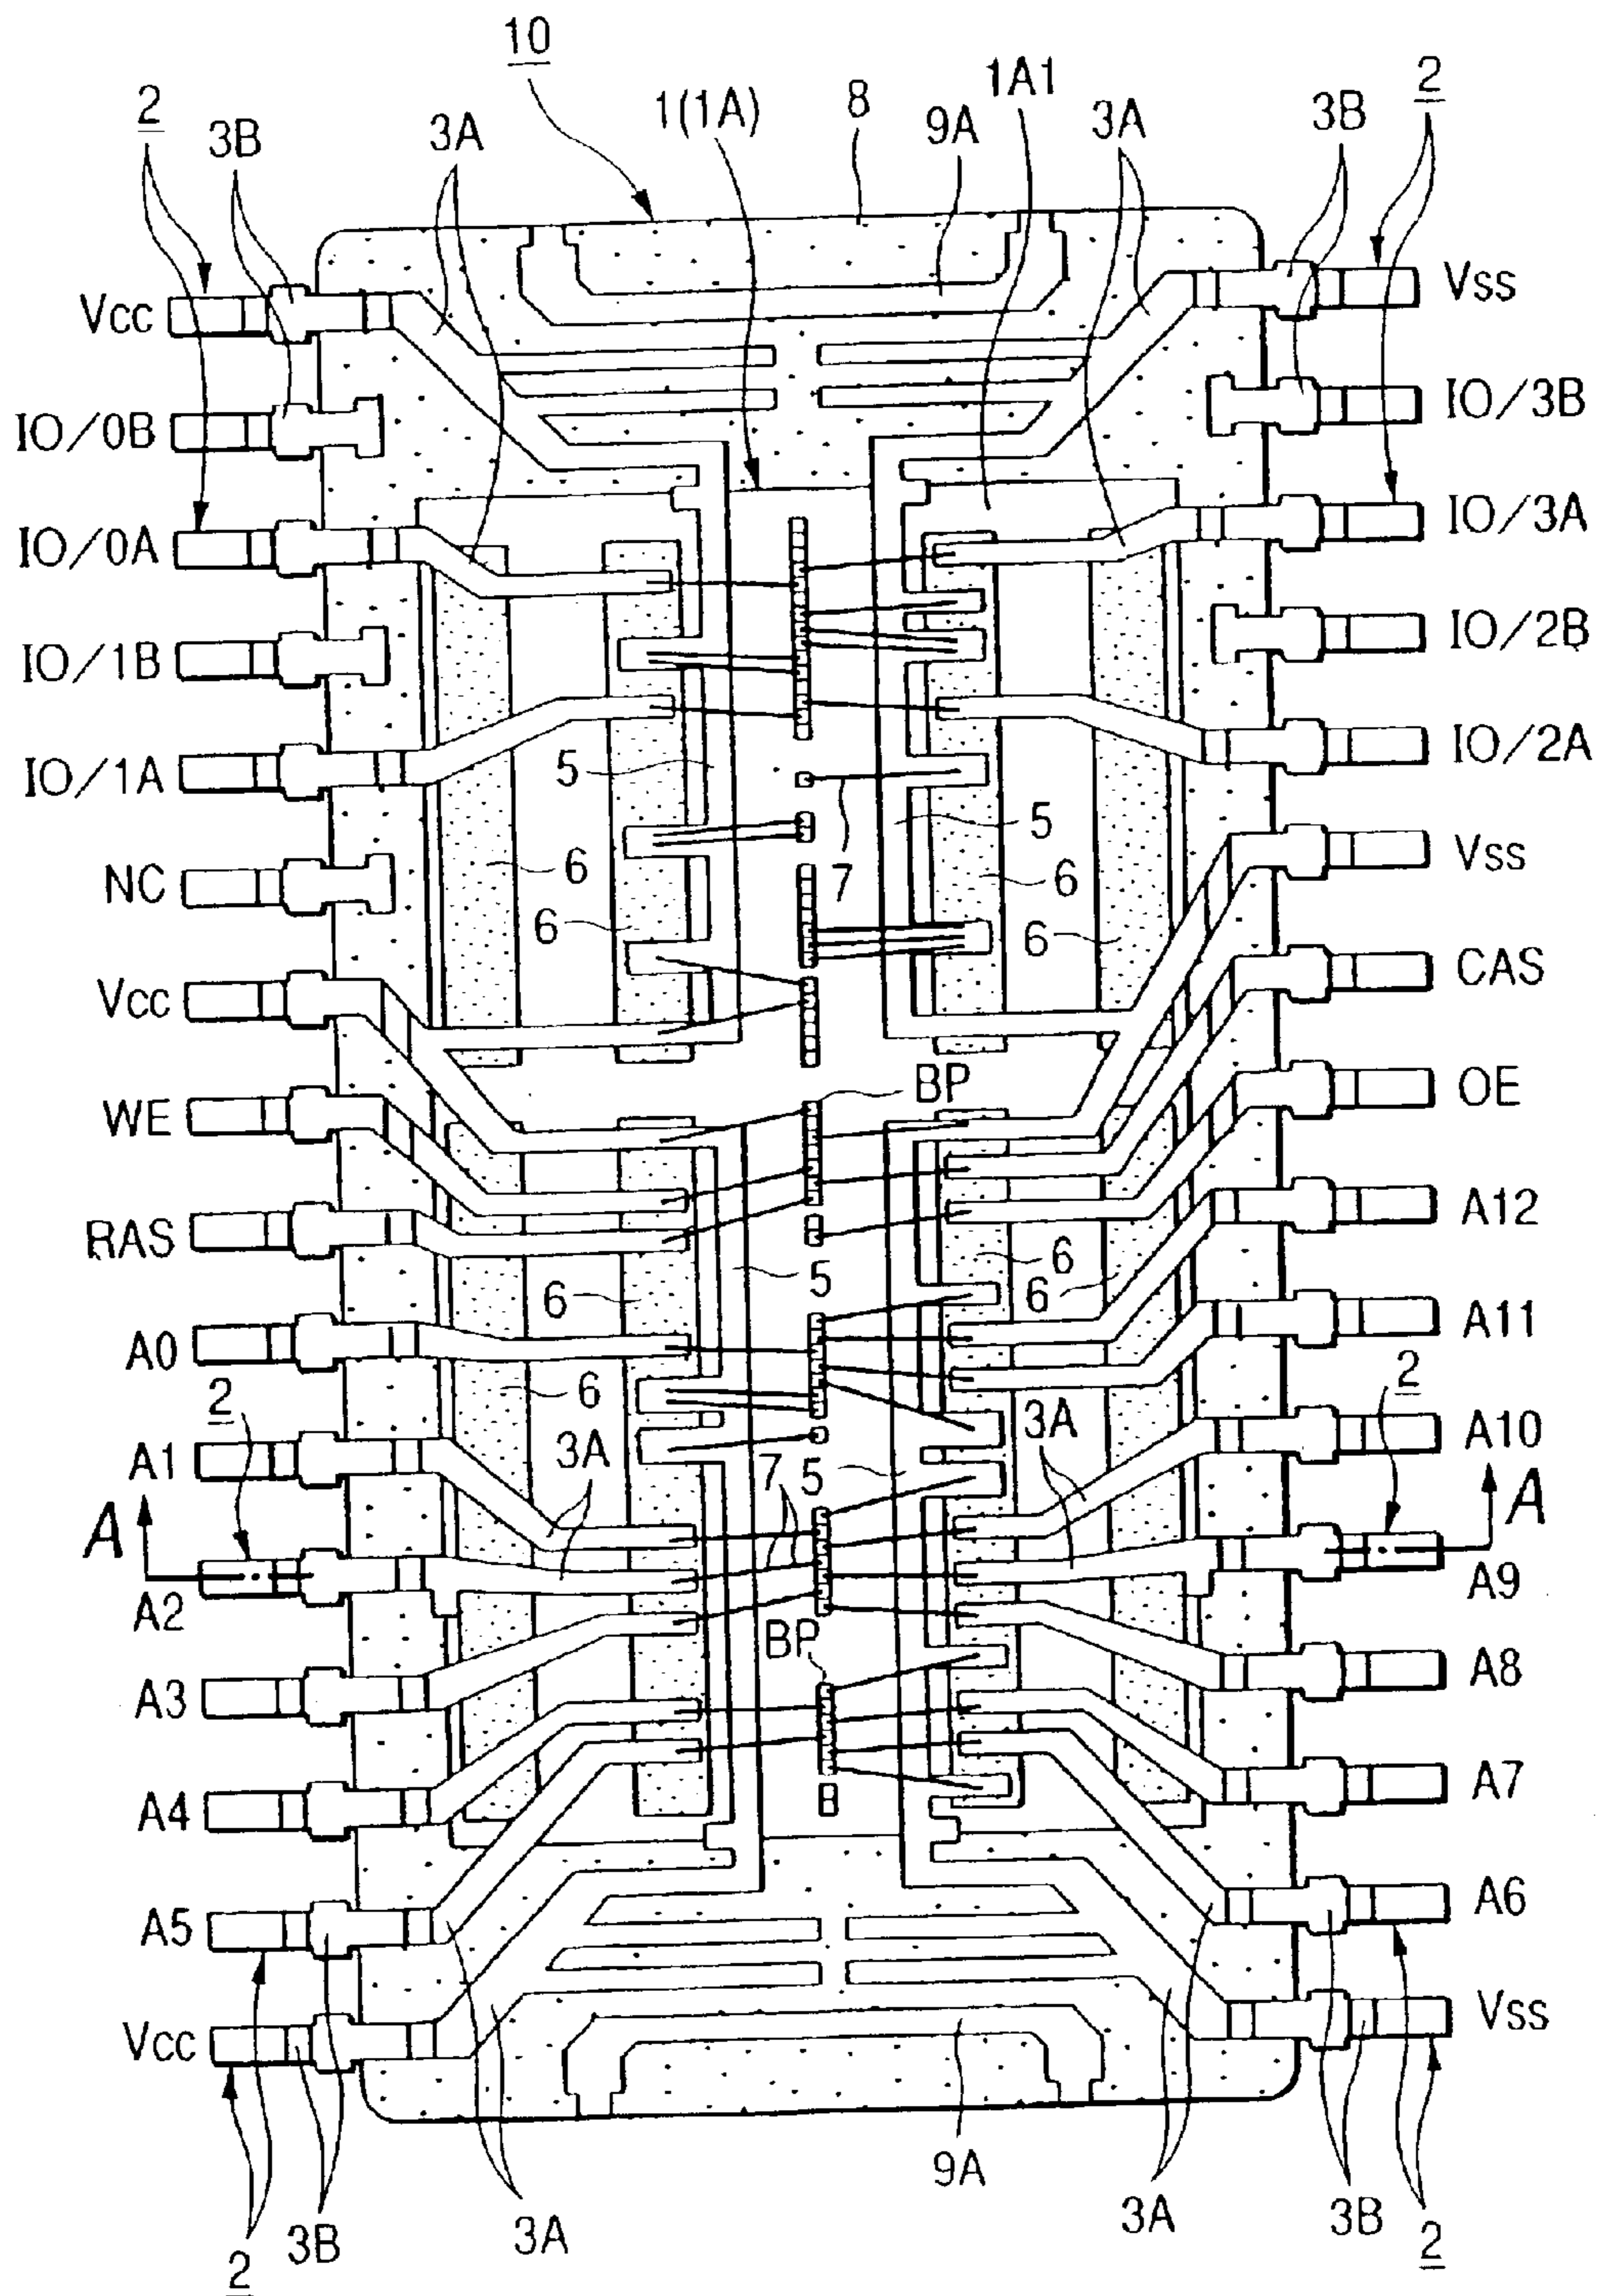 10
1A1
2
3B
3A
1(1A)
8
9A
3A
3B
2
Vcc
Vss
IO/0B
IO/3B
IO/0A
IO/3A
IO/1B
IO/2B
IO/1A
5
IO/2A
5
Vss
NC
6
7
6
6
6
CAS
Vcc
BP
OE
WE
A12
RAS
6
5
6
6
A0
A11
2
6
3A
2
A1
3A
7
5
A10
A
A
A2
A9
BP
A3
A8
A4
A7
A5
A6
Vcc
Vss
9A
2
3B
3A
3A
3B
2